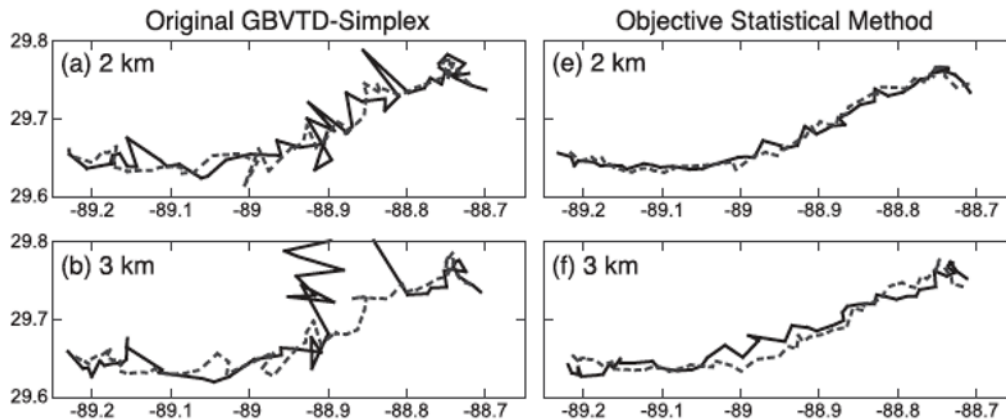 Original GBVTD-Simplex
Objective Statistical Method
29.8
(a) 2 km
(e) 2 km
29.7
29.6
-89.2 -89.1 -89 -88.9 -88.8 -88.7
-89.2 -89.1 -89 -88.9 -88.8 -88.7
29.8
(b) 3 km
(f) 3 km
29.7
29.6
-89.2 -89.1 -89 -88.9 -88.8 -88.7
-89.2 -89.1 -89 -88.9 -88.8 -88.7